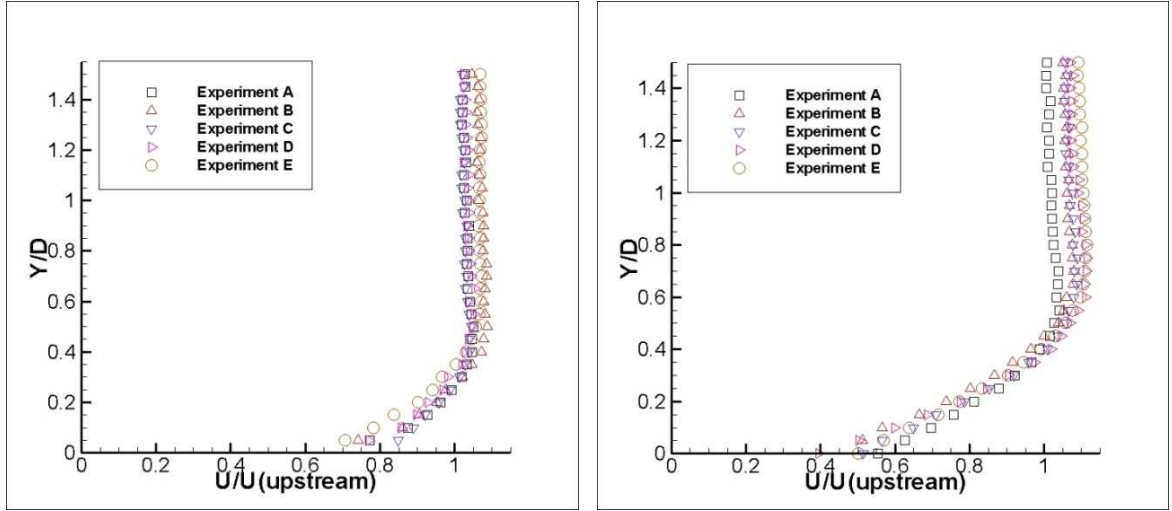 Experiment A
Experiment B
Experiment C
Experiment D
Experiment E
Y/D
1.4
1.2
1
0.8
0.6
0.4
0.2
0
0 0.2 0.4 0.6 0.8 1
U/U(upstream)
Experiment A
Experiment B
Experiment C
Experiment D
Experiment E
Y/D
1.4
1.2
1
0.8
0.6
0.4
0.2
0
0 0.2 0.4 0.6 0.8 1
U/U(upstream)